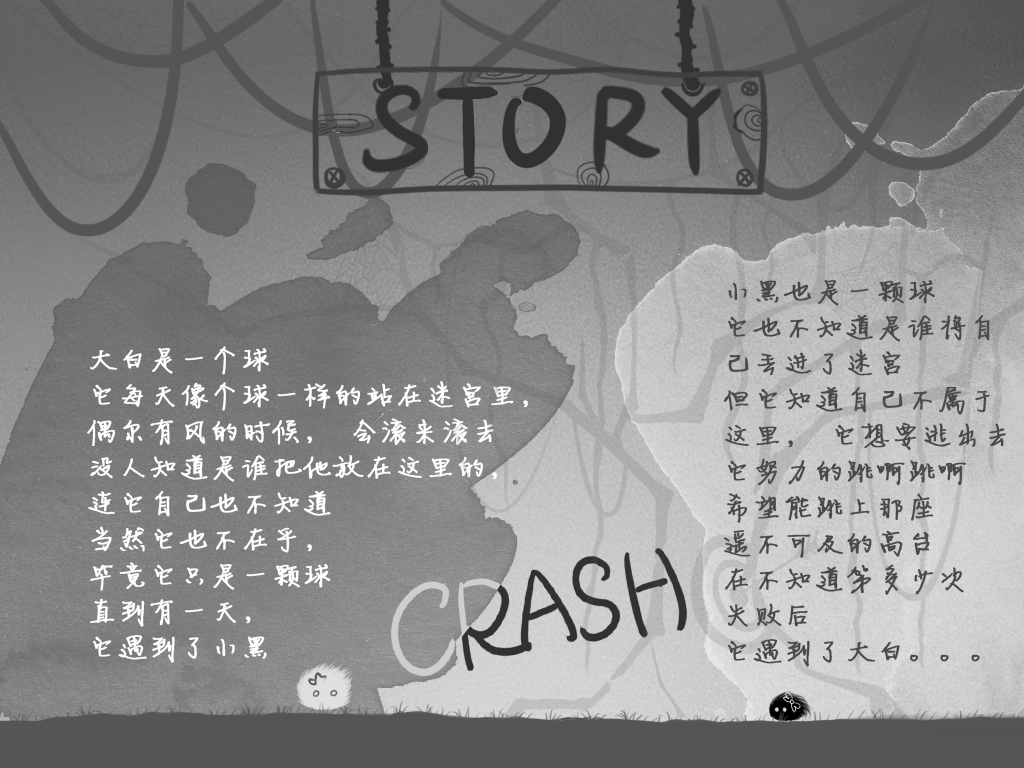 STORY
大白是一个球
它每天像个球一样的站在迷宫里，
偶尔有风的时候， 会滚来滚去
没人知道是谁把他放在这里的，
连它自己也不知道
当然它也不在乎，
毕竟它只是一颗球
直到有一天，
它遇到了小黑
CRASH
小黑也是一颗球
它也不知道是谁将自
己丢进了迷宫
但它知道自己不属于
这里， 它想要逃出去
它努力的跳啊跳啊
希望能跳上那座
遥不可及的高台
在不知道第多少次
失败后
它遇到了大白。。。